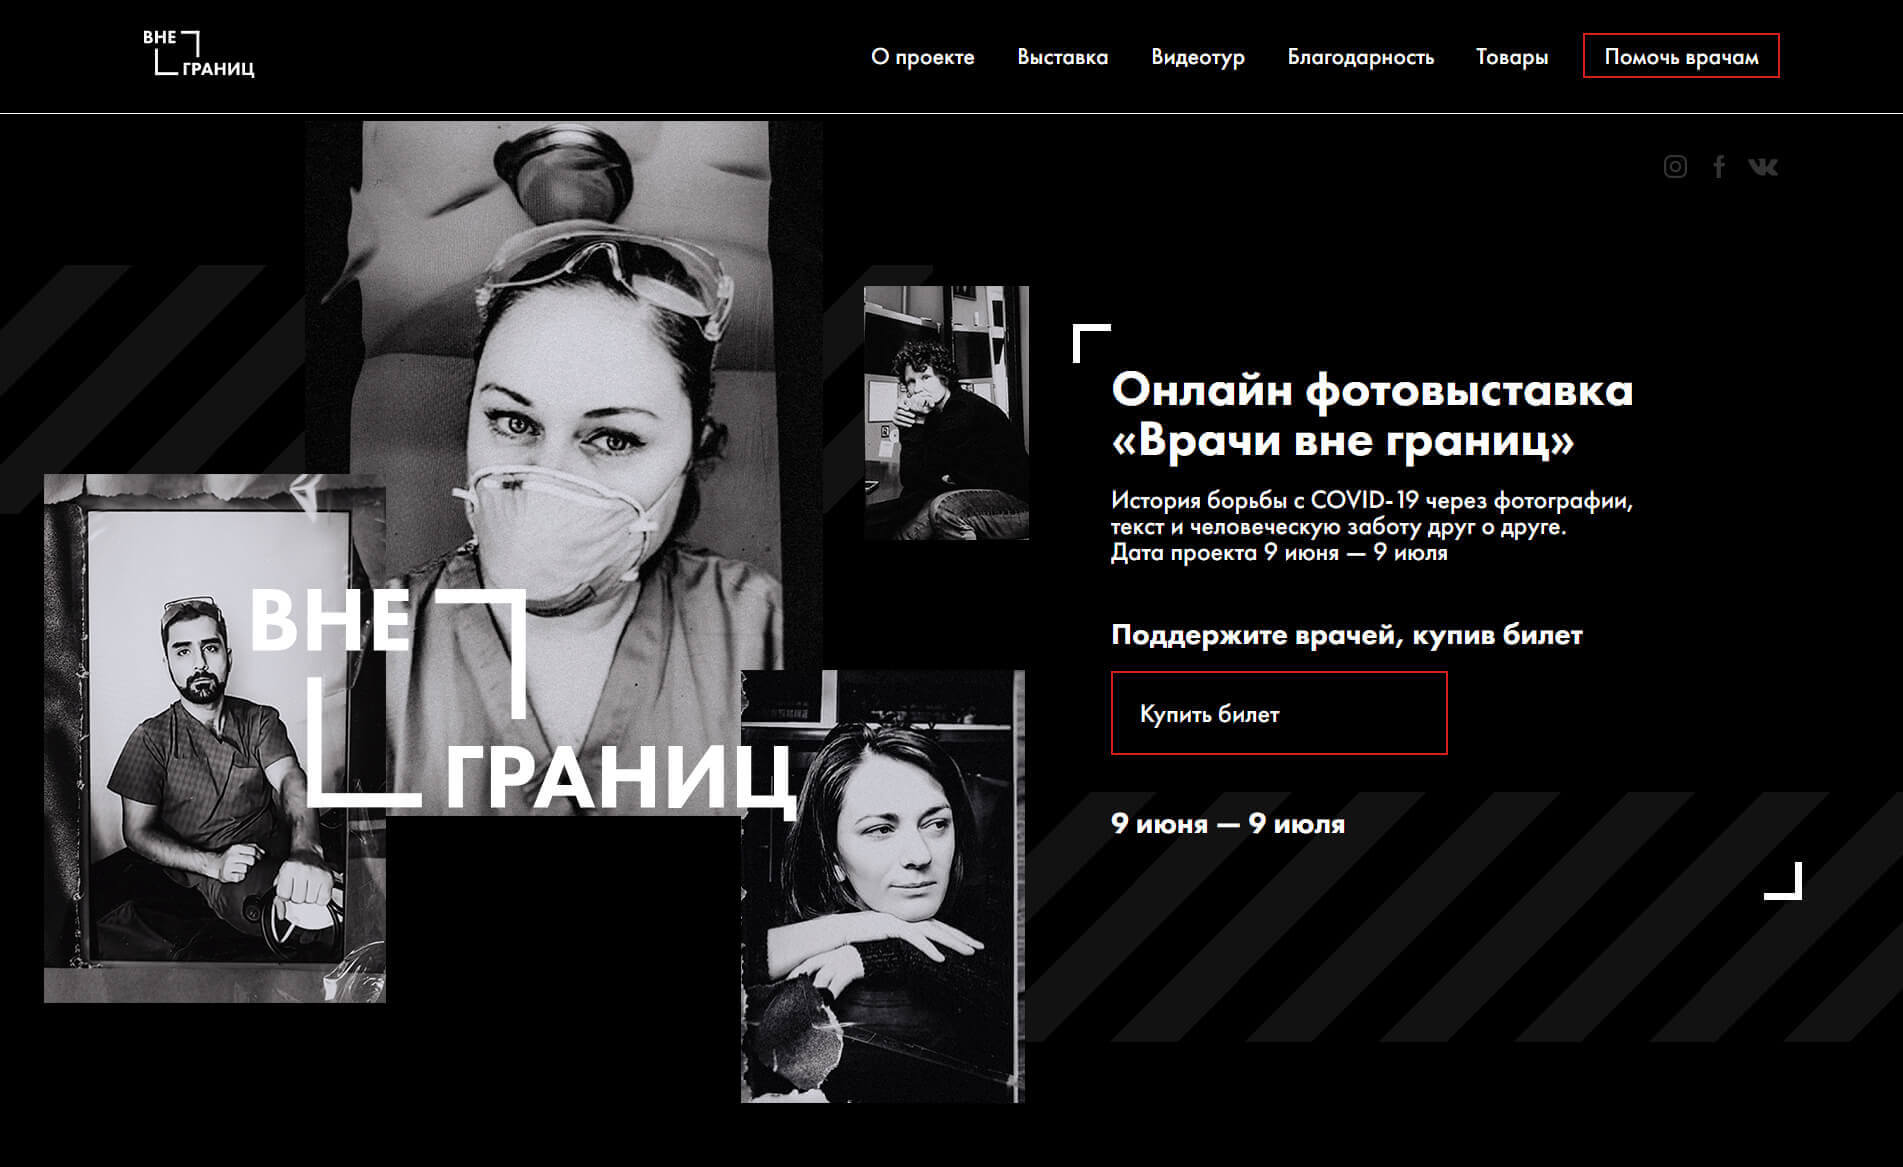 ВНЕ
ГРАНИЦ
О проекте
Выставка
Видеотур
Благодарность
Товары
Помочь врачам
ВНЕ
ГРАНИЦ
Онлайн фотовыставка
«Врачи вне границ»
История борьбы с COVID-19 через фотографии,
текст и человеческую заботу друг о друге.
Дата проекта 9 июня — 9 июля
Поддержите врачей, купив билет
Купить билет
9 июня — 9 июля